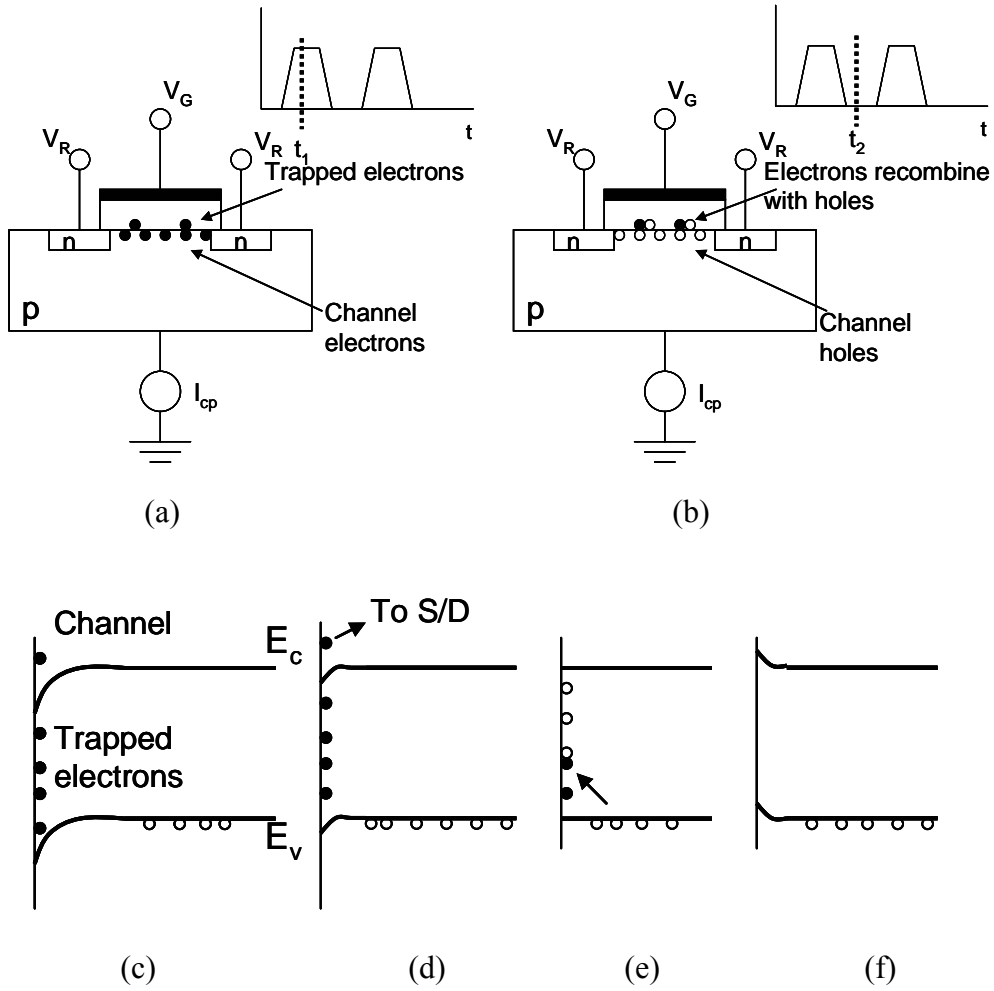 V_G
V_R
V_R
t_1
t
Trapped electrons
n
n
p
Channel
electrons
I_cp
(a)
V_G
V_R
V_R
t_2
t
Electrons recombine
with holes
n
n
p
Channel
holes
I_cp
(b)
Channel
Trapped
electrons
E_c
E_v
To S/D
(c)
(d)
(e)
(f)